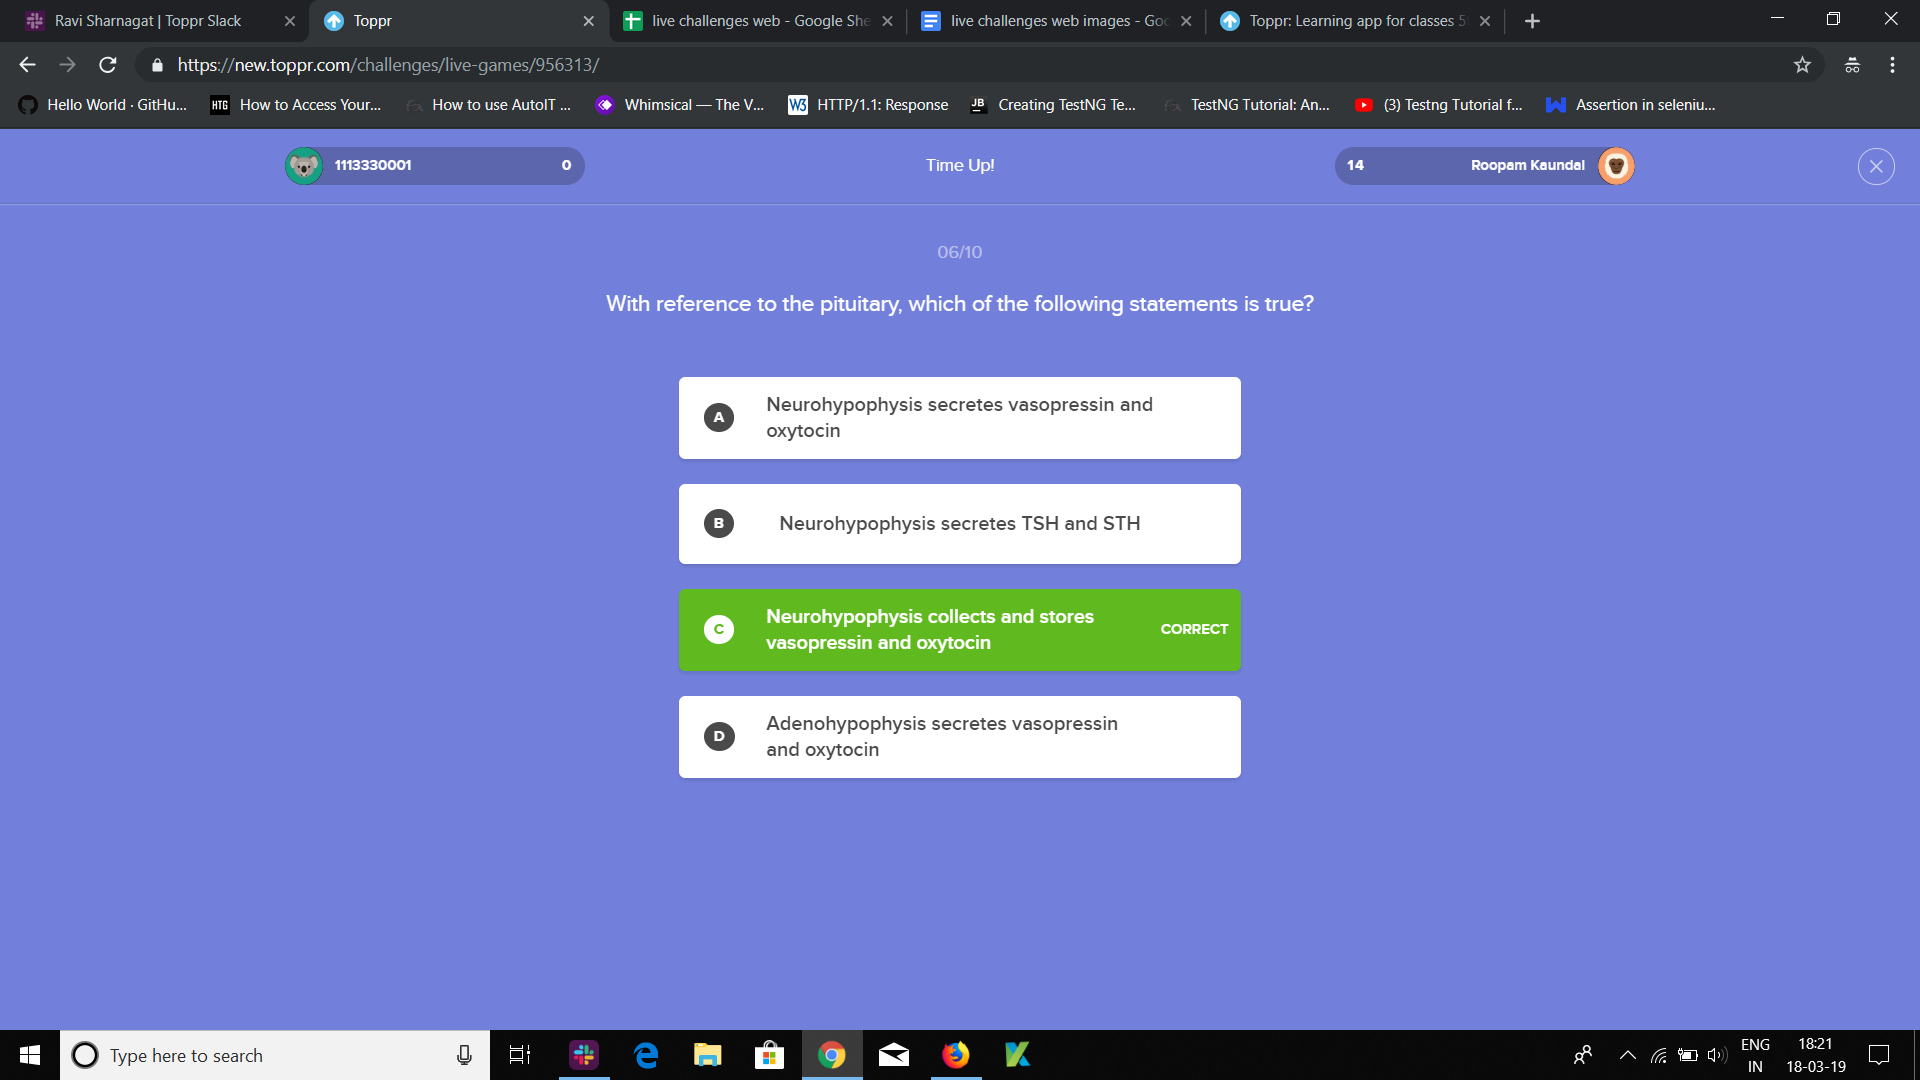 Ravi Sharnagat | Toppr Slack
Toppr
live challenges web - Google She
live challenges web images - Goo
Toppr: Learning app for classes 5
https://new.toppr.com/challenges/live-games/956313/
Hello World · GitHu...
HTG How to Access Your...
How to use AutoIT ...
Whimsical — The V...
W3 HTTP/1.1: Response
JB Creating TestNG Te...
TestNG Tutorial: An...
(3) Testng Tutorial f...
Assertion in seleniu...
1113330001 0
Time Up!
14 Roopam Kaundal
06/10
With reference to the pituitary, which of the following statements is true?
A Neurohypophysis secretes vasopressin and
oxytocin
B Neurohypophysis secretes TSH and STH
C Neurohypophysis collects and stores
vasopressin and oxytocin
CORRECT
D Adenohypophysis secretes vasopressin
and oxytocin
Type here to search
ENG
IN
18:21
18-03-19